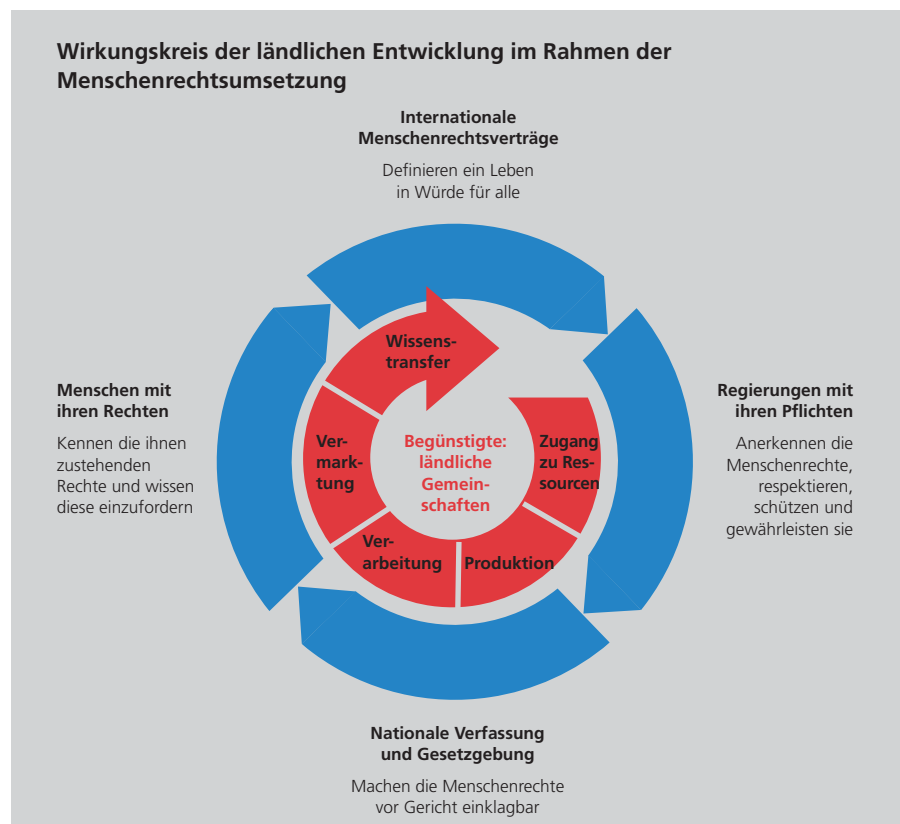 Wirkungskreis der ländlichen Entwicklung im Rahmen der
Menschenrechtsumsetzung
Internationale
Menschenrechtsverträge
Definieren ein Leben
in Würde für alle
Wissens-
transfer
Menschen mit
ihren Rechten
Kennen die ihnen
zustehenden
Rechte und wissen
diese einzufordern
Regierungen mit
ihren Pflichten
Anerkennen die
Menschenrechte,
respektieren,
schützen und
gewährleisten sie
Ver-
mark-
tung
Begünstigte:
ländliche
Gemein-
schaften
Zugang
zu Res-
sourcen
Ver-
arbeitung
Produktion
Nationale Verfassung
und Gesetzgebung
Machen die Menschenrechte
vor Gericht einklagbar